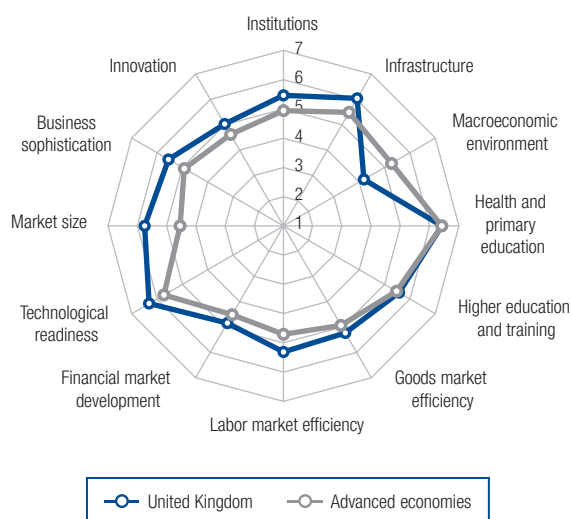 Institutions
7
6
5
4
3
2
1
Infrastructure
Macroeconomic
environment
Health and
primary
education
Higher education
and training
Goods market
efficiency
Labor market efficiency
Financial market
development
Technological
readiness
Market size
Business
sophistication
Innovation
United Kingdom
Advanced economies